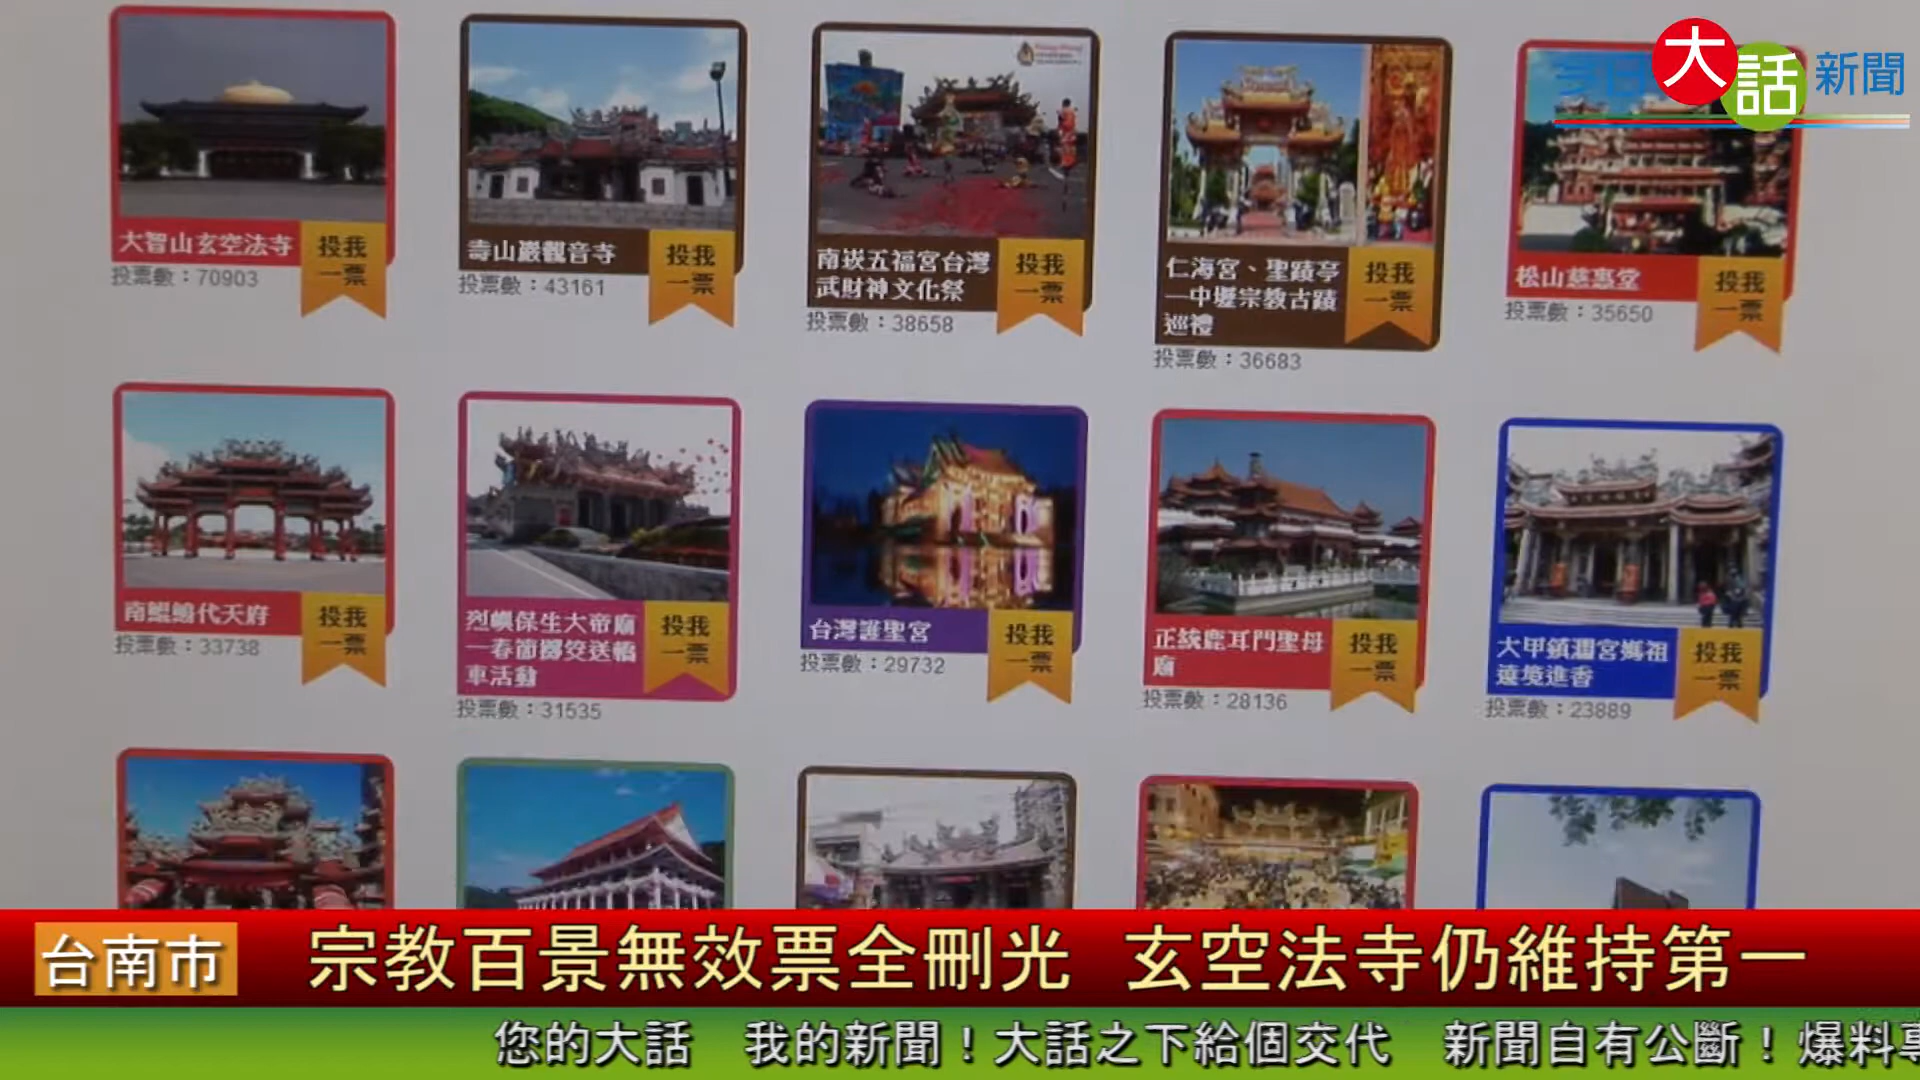 今日大話新聞
大智山玄空法寺
投我
一票
投票數：70903
壽山巖觀音寺
投我
一票
投票數：43161
南崁五福宮台灣
武財神文化祭
投我
一票
投票數：38658
仁海宮、聖蹟亭
—中壢宗教古蹟
巡禮
投我
一票
投票數：36683
松山慈惠堂
投我
一票
投票數：35650
南鯤鯓代天府
投我
一票
投票數：33738
烈嶼保生大帝廟
—春節擲筊送轎
車活動
投我
一票
投票數：31535
台灣護聖宮
投我
一票
投票數：29732
正統鹿耳門聖母
廟
投我
一票
投票數：28136
大甲鎮瀾宮媽祖
遶境進香
投我
一票
投票數：23889
台南市 宗教百景無效票全刪光 玄空法寺仍維持第一
您的大話 我的新聞！大話之下給個交代 新聞自有公斷！爆料專